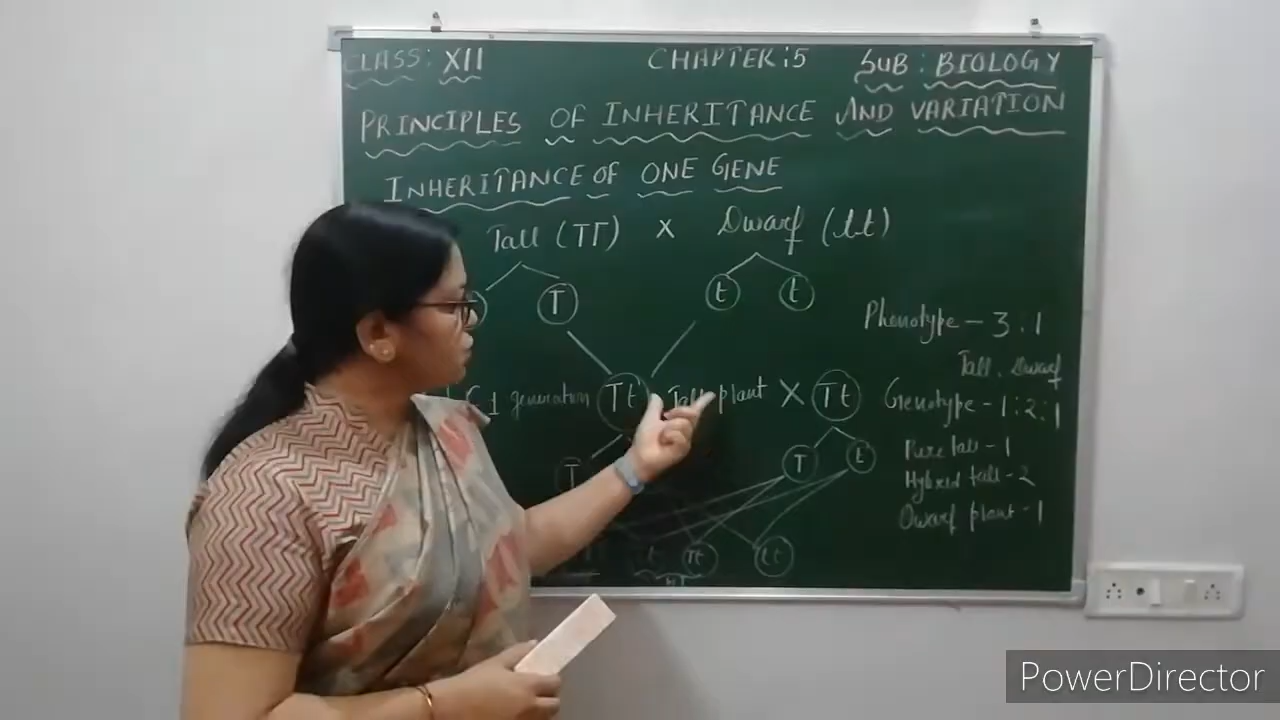 CLASS: XII CHAPTER:5 SUB: BIOLOGY
PRINCIPLES OF INHERITANCE AND VARIATION
INHERITANCE OF ONE GENE
Tall (TT) X Dwarf (tt)
T t t
Phenotype - 3:1
Tall. Dwarf
generation Tt Tall plant X Tt
Genotype - 1:2:1
T T t
Pure tall - 1
Hybrid tall - 2
Dwarf plant - 1
t Tt tt
PowerDirector